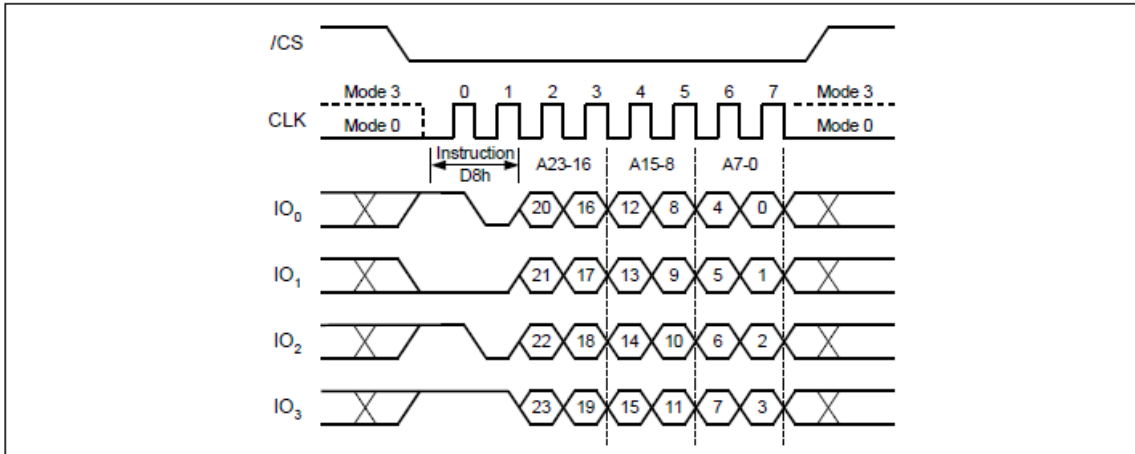 /CS
Mode 3 0 1 2 3 4 5 6 7 Mode 3
CLK
Mode 0 Mode 0
Instruction A23-16 A15-8 A7-0
D8h
IO0 20 16 12 8 4 0
IO1 21 17 13 9 5 1
IO2 22 18 14 10 6 2
IO3 23 19 15 11 7 3